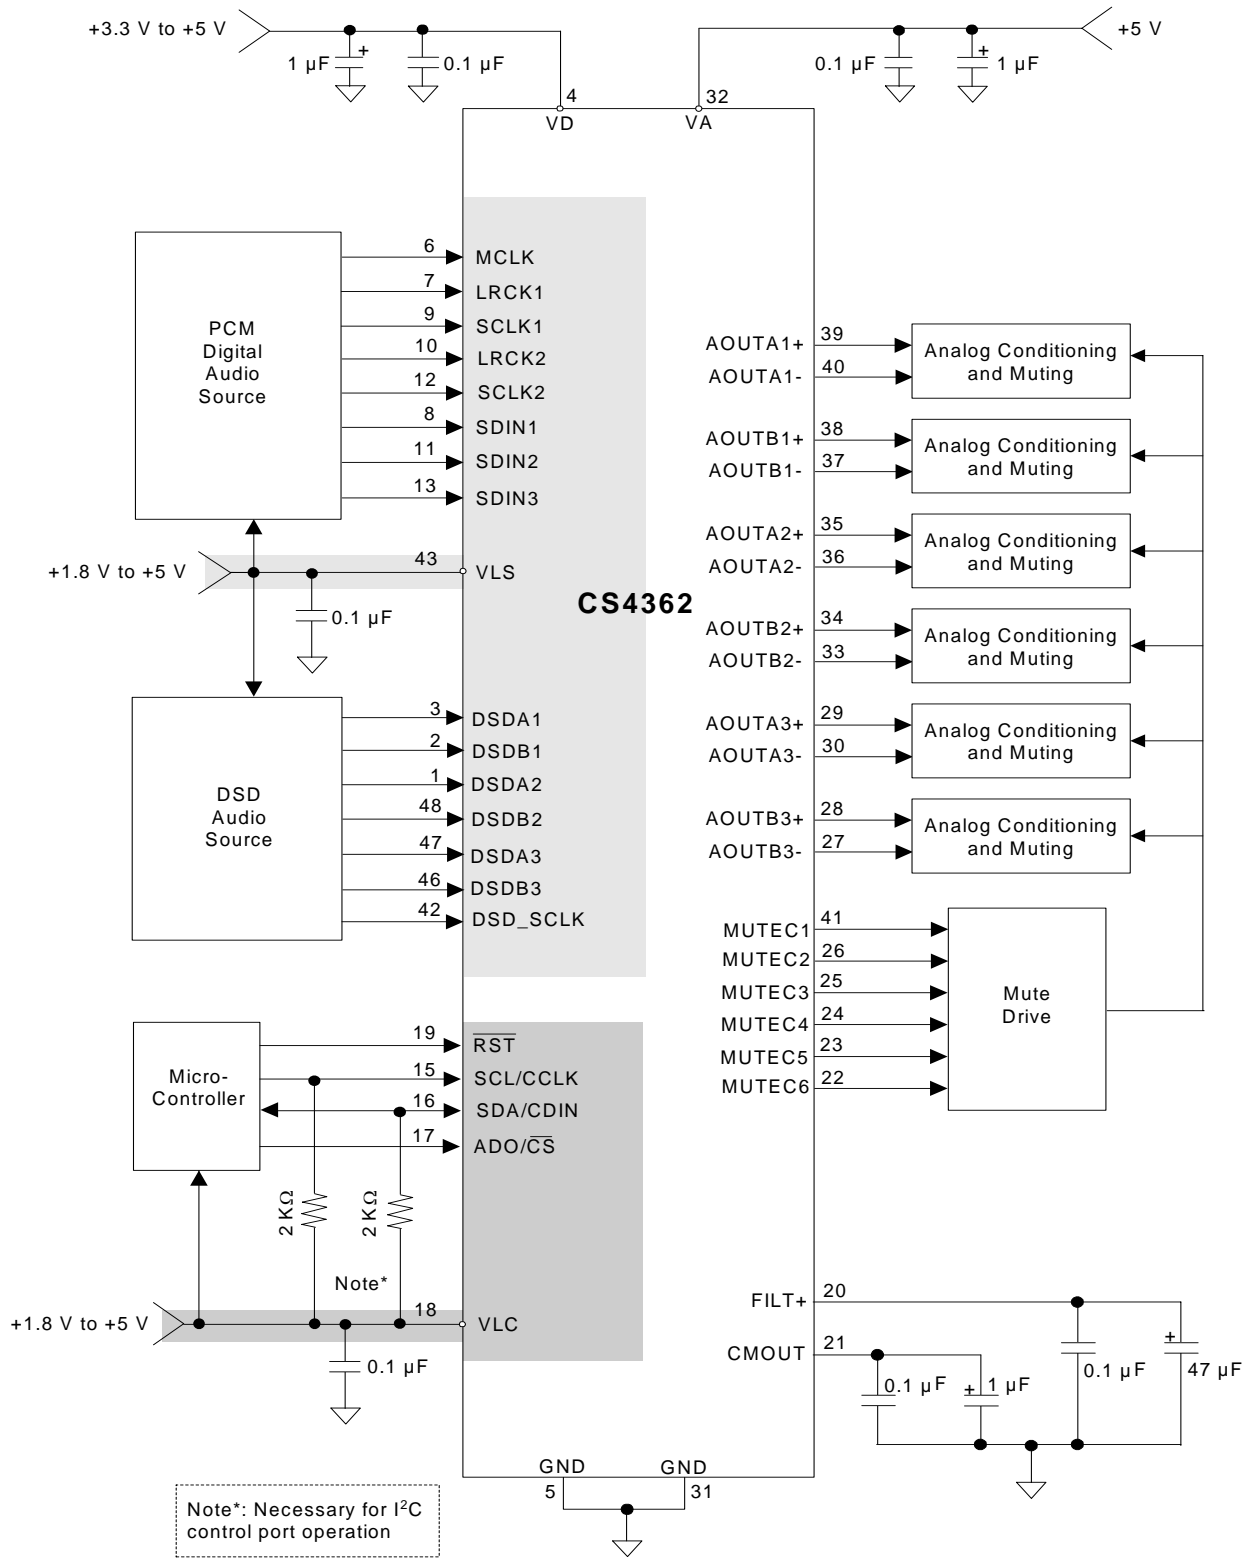 +3.3 V to +5 V
1 µF
+
0.1 µF
4
VD
32
VA
0.1 µF
+
1 µF
+5 V
PCM
Digital
Audio
Source
6
MCLK
7
LRCK1
9
SCLK1
10
LRCK2
12
SCLK2
8
SDIN1
11
SDIN2
13
SDIN3
+1.8 V to +5 V
43
VLS
0.1 µF
CS4362
DSD
Audio
Source
3
DSDA1
2
DSDB1
1
DSDA2
48
DSDB2
47
DSDA3
46
DSDB3
42
DSD_SCLK
Micro-
Controller
19
RST
15
SCL/CCLK
16
SDA/CDIN
17
ADO/CS
2 KΩ
2 KΩ
Note*
+1.8 V to +5 V
18
VLC
0.1 µF
AOUTA1+
39
AOUTA1-
40
Analog Conditioning
and Muting
AOUTB1+
38
AOUTB1-
37
Analog Conditioning
and Muting
AOUTA2+
35
AOUTA2-
36
Analog Conditioning
and Muting
AOUTB2+
34
AOUTB2-
33
Analog Conditioning
and Muting
AOUTA3+
29
AOUTA3-
30
Analog Conditioning
and Muting
AOUTB3+
28
AOUTB3-
27
Analog Conditioning
and Muting
MUTEC1
41
MUTEC2
26
MUTEC3
25
MUTEC4
24
MUTEC5
23
MUTEC6
22
Mute
Drive
FILT+
20
CMOUT
21
0.1 µF
+
1 µF
0.1 µF
+
47 µF
GND
5
GND
31
Note*: Necessary for I²C
control port operation